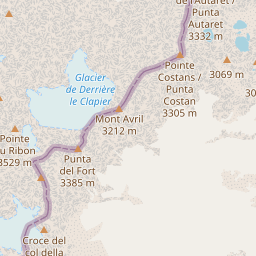 de l'Autaret /
Punta
Autaret
3332 m
Glacier
de Derrière
le Clapier
Pointe
Costans /
Punta
Costan
3305 m
3069 m
Mont Avril
3212 m
Pointe
du Ribon
3529 m
Punta
del Fort
3385 m
Croce del
col della